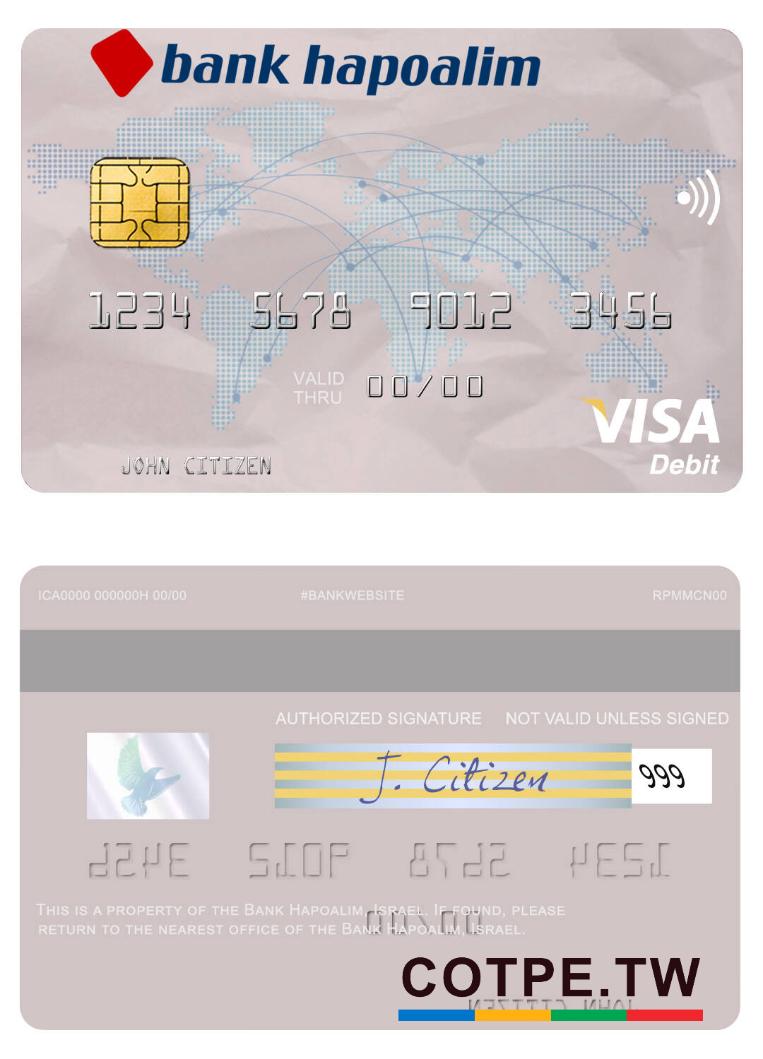 bank hapoalim
1234 5678 9012 3456
VALID THRU 00/00
VISA
Debit
JOHN CITIZEN
ICA0000 000000H 00/00 #BANKWEBSITE RPMMCN00
AUTHORIZED SIGNATURE NOT VALID UNLESS SIGNED
J. Citizen 999
THIS IS A PROPERTY OF THE BANK HAPOALIM, ISRAEL. IF FOUND, PLEASE
RETURN TO THE NEAREST OFFICE OF THE BANK HAPOALIM, ISRAEL.
COTPE.TW